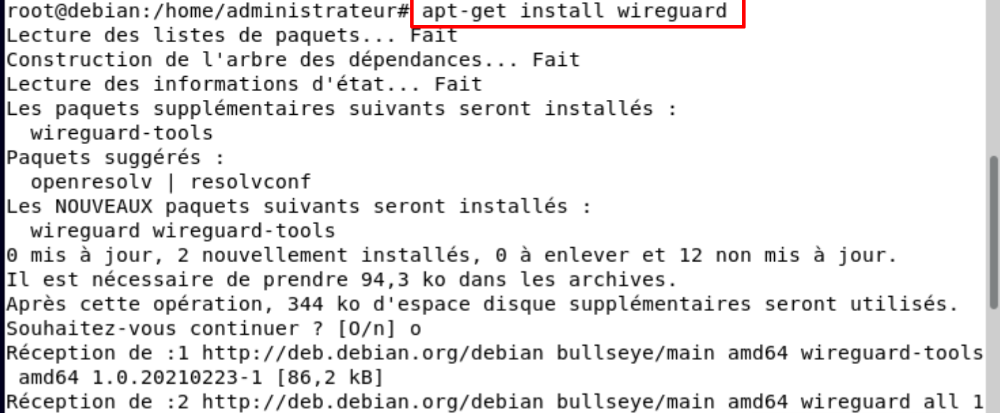 root@debian:/home/administrateur# apt-get install wireguard
Lecture des listes de paquets... Fait
Construction de l'arbre des dépendances... Fait
Lecture des informations d'état... Fait
Les paquets supplémentaires suivants seront installés :
  wireguard-tools
Paquets suggérés :
  openresolv | resolvconf
Les NOUVEAUX paquets suivants seront installés :
  wireguard wireguard-tools
0 mis à jour, 2 nouvellement installés, 0 à enlever et 12 non mis à jour.
Il est nécessaire de prendre 94,3 ko dans les archives.
Après cette opération, 344 ko d'espace disque supplémentaires seront utilisés.
Souhaitez-vous continuer ? [O/n] o
Réception de :1 http://deb.debian.org/debian bullseye/main amd64 wireguard-tools
 amd64 1.0.20210223-1 [86,2 kB]
Réception de :2 http://deb.debian.org/debian bullseye/main amd64 wireguard all 1